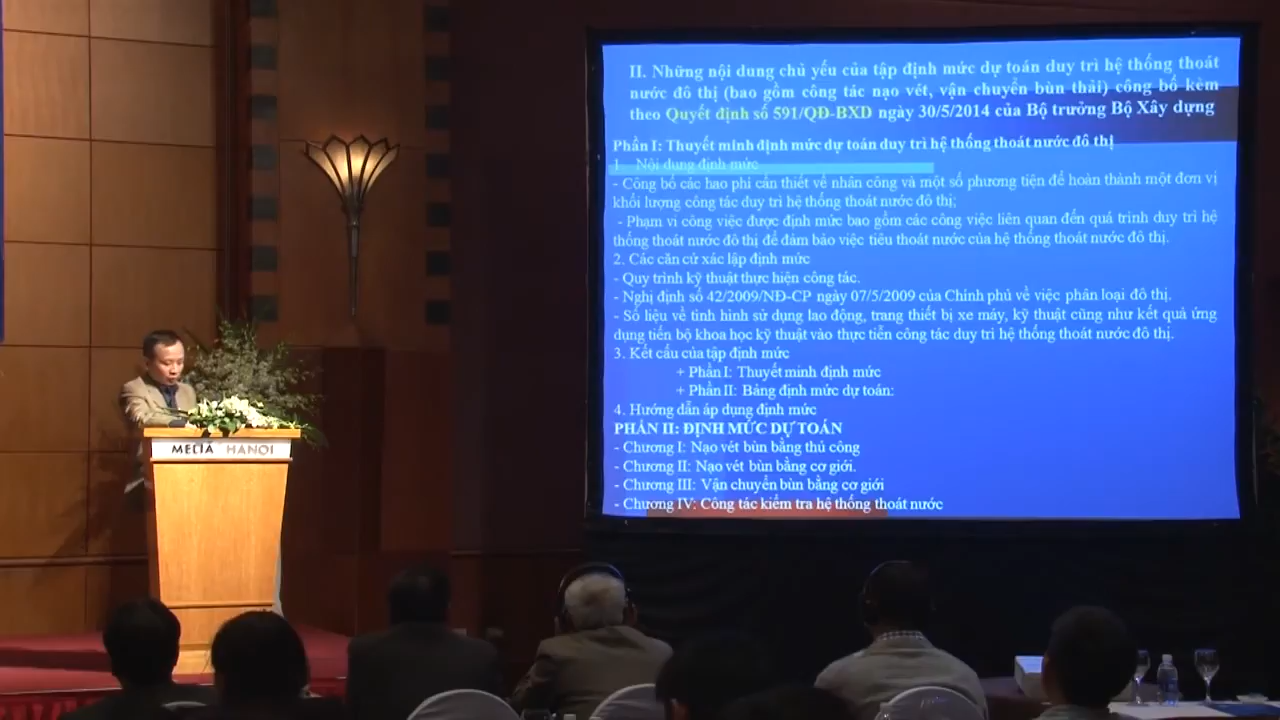 II. Những nội dung chủ yếu của tập định mức dự toán duy trì hệ thống thoát
nước đô thị (bao gồm công tác nạo vét, vận chuyển bùn thải) công bố kèm
theo Quyết định số 591/QĐ-BXD ngày 30/5/2014 của Bộ trưởng Bộ Xây dựng
Phần I: Thuyết minh định mức dự toán duy trì hệ thống thoát nước đô thị
1. Nội dung định mức
- Công bố các hao phí cần thiết về nhân công và một số phương tiện để hoàn thành một đơn vị
khối lượng công tác duy trì hệ thống thoát nước đô thị;
- Phạm vi công việc được định mức bao gồm các công việc liên quan đến quá trình duy trì hệ
thống thoát nước đô thị để đảm bảo việc tiêu thoát nước của hệ thống thoát nước đô thị.
2. Các căn cứ xác lập định mức
- Quy trình kỹ thuật thực hiện công tác.
- Nghị định số 42/2009/NĐ-CP ngày 07/5/2009 của Chính phủ về việc phân loại đô thị.
- Số liệu về tình hình sử dụng lao động, trang thiết bị xe máy, kỹ thuật cũng như kết quả ứng
dụng tiến bộ khoa học kỹ thuật vào thực tiễn công tác duy trì hệ thống thoát nước đô thị.
3. Kết cấu của tập định mức
+ Phần I: Thuyết minh định mức
+ Phần II: Bảng định mức dự toán:
4. Hướng dẫn áp dụng định mức
PHẦN II: ĐỊNH MỨC DỰ TOÁN
- Chương I: Nạo vét bùn bằng thủ công
- Chương II: Nạo vét bùn bằng cơ giới.
- Chương III: Vận chuyển bùn bằng cơ giới
- Chương IV: Công tác kiểm tra hệ thống thoát nước
MELIÃ HANOI